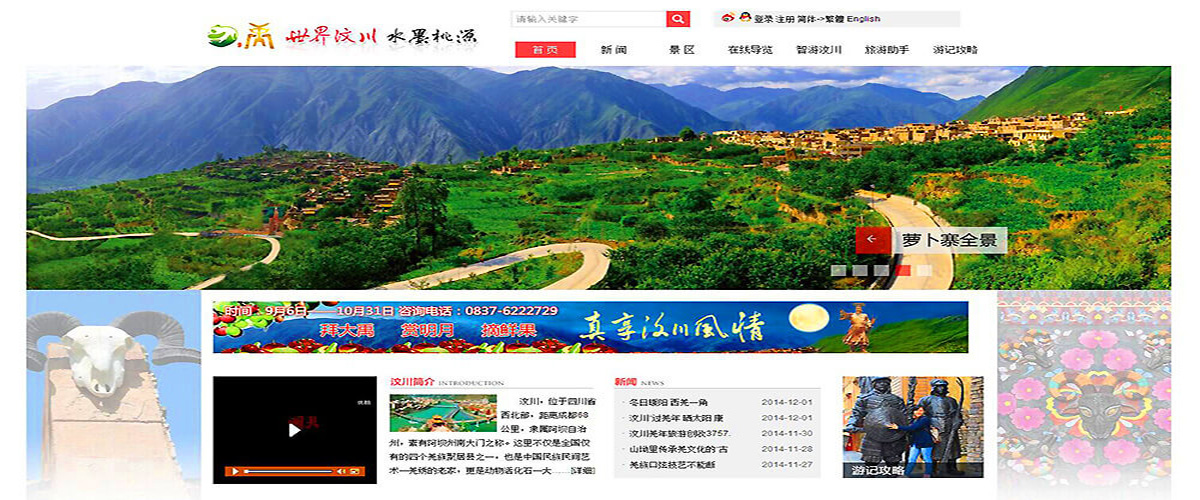 请输入关键字
登录 注册 简体->繁體 English
世界汶川 水墨桃源
首页 新闻 景区 在线导览 智游汶川 旅游助手 游记攻略
萝卜寨全景
时间：9月6日——10月31日 咨询电话：0837-6222729
拜大禹 赏明月 摘鲜果
真享汶川风情
汶川简介 INTRODUCTION
汶川，位于四川省
西北部，距离成都68
公里，隶属阿坝自治
州，素有阿坝州南大门之称。这里不仅是全国仅
有的四个羌族聚居县之一，也是中国民族民间艺
术—羌绣的老家，更是动物活化石—大……[详细]
新闻 NEWS
· 冬日暖阳 西羌一角 2014-12-01
· 汶川'过羌年 晒太阳 康 2014-12-01
· 汶川羌年旅游创收3757. 2014-11-30
· 山坳里传承羌文化的“古 2014-11-28
· 羌族口弦技艺不能断 2014-11-27
游记攻略